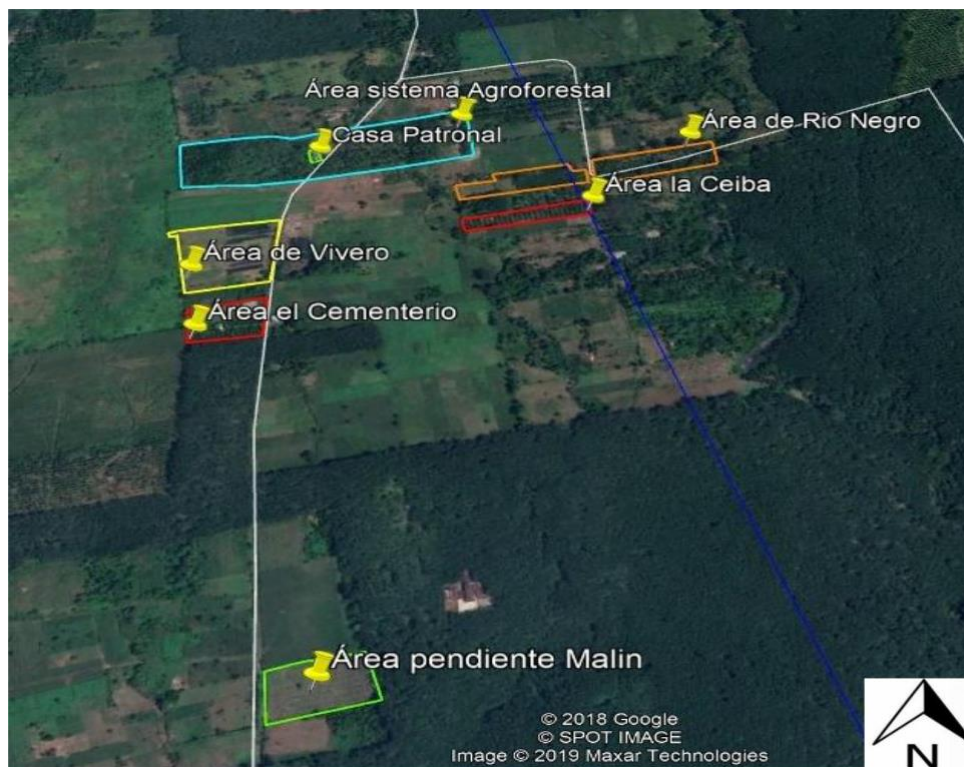 Área sistema Agroforestal
Casa Patronal
Área de Rio Negro
Área la Ceiba
Área de Vivero
Área el Cementerio
Área pendiente Malin
© 2018 Google
© SPOT IMAGE
Image © 2019 Maxar Technologies
N